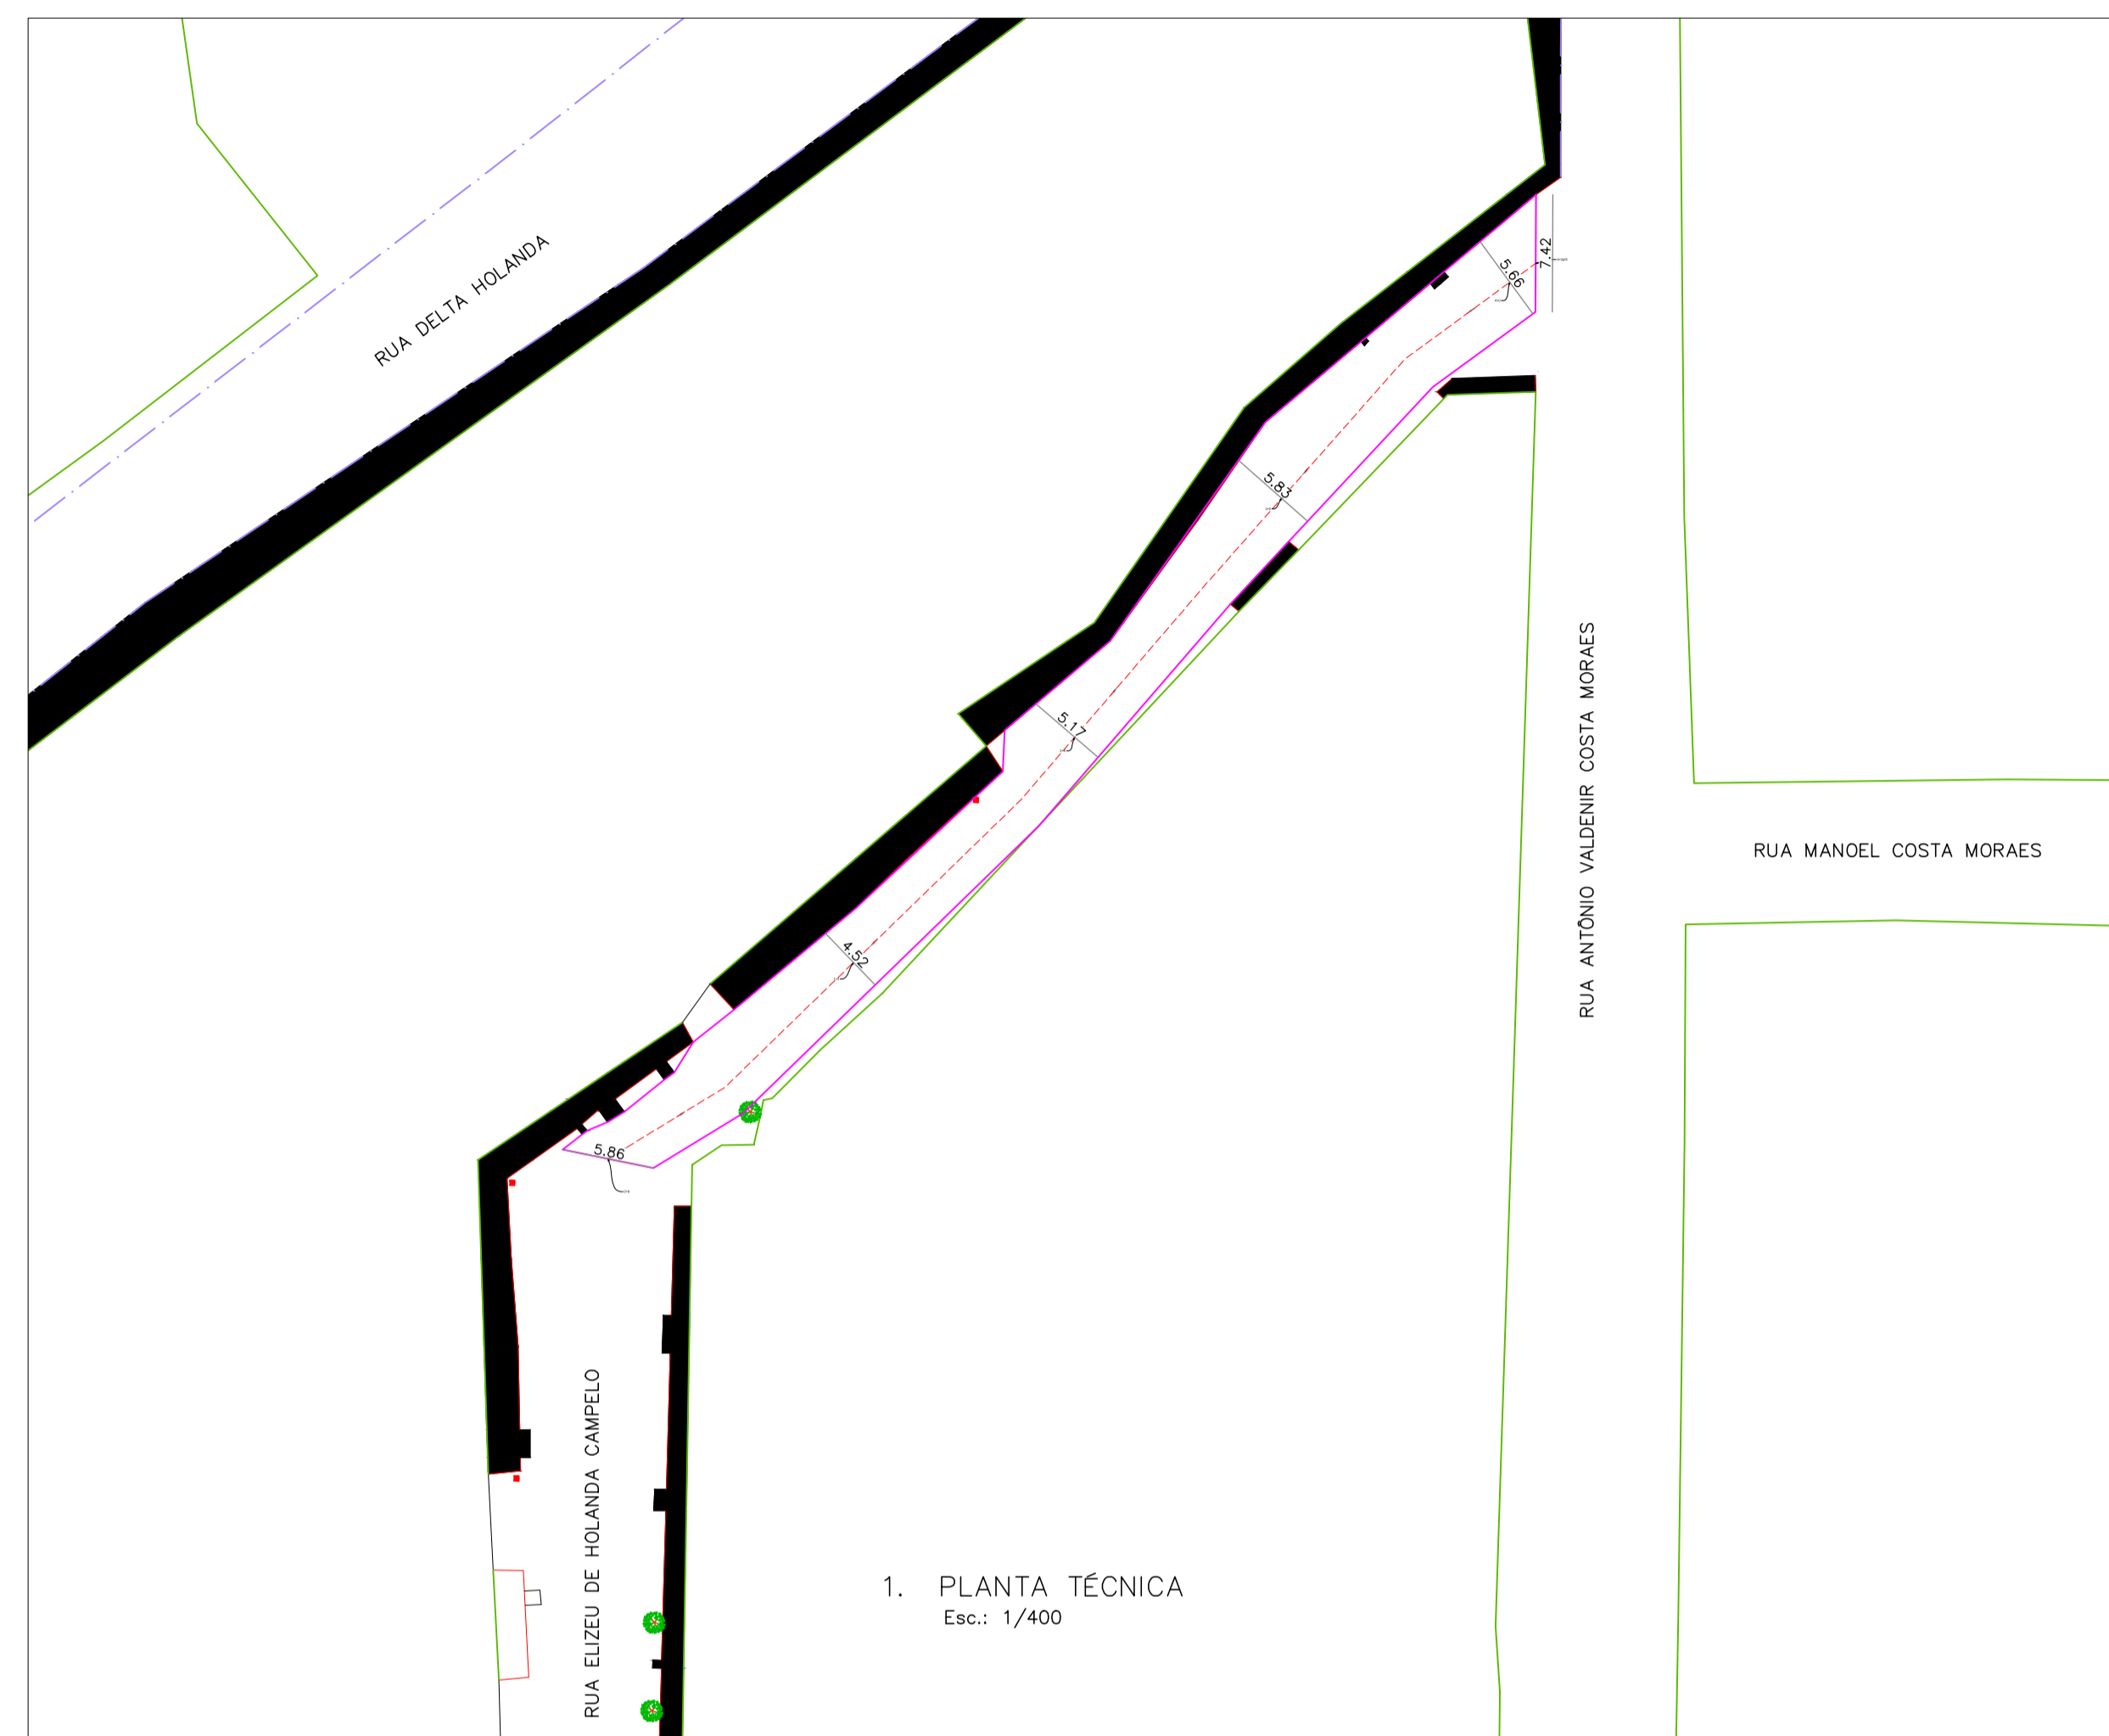 RUA DELTA HOLANDA
7.42
5.66
5.83
5.17
4.52
5.86
RUA ANTÔNIO VALDENIR COSTA MORAES
RUA MANOEL COSTA MORAES
RUA ELIZEU DE HOLANDA CAMPELO
1. PLANTA TÉCNICA
Esc.: 1/400